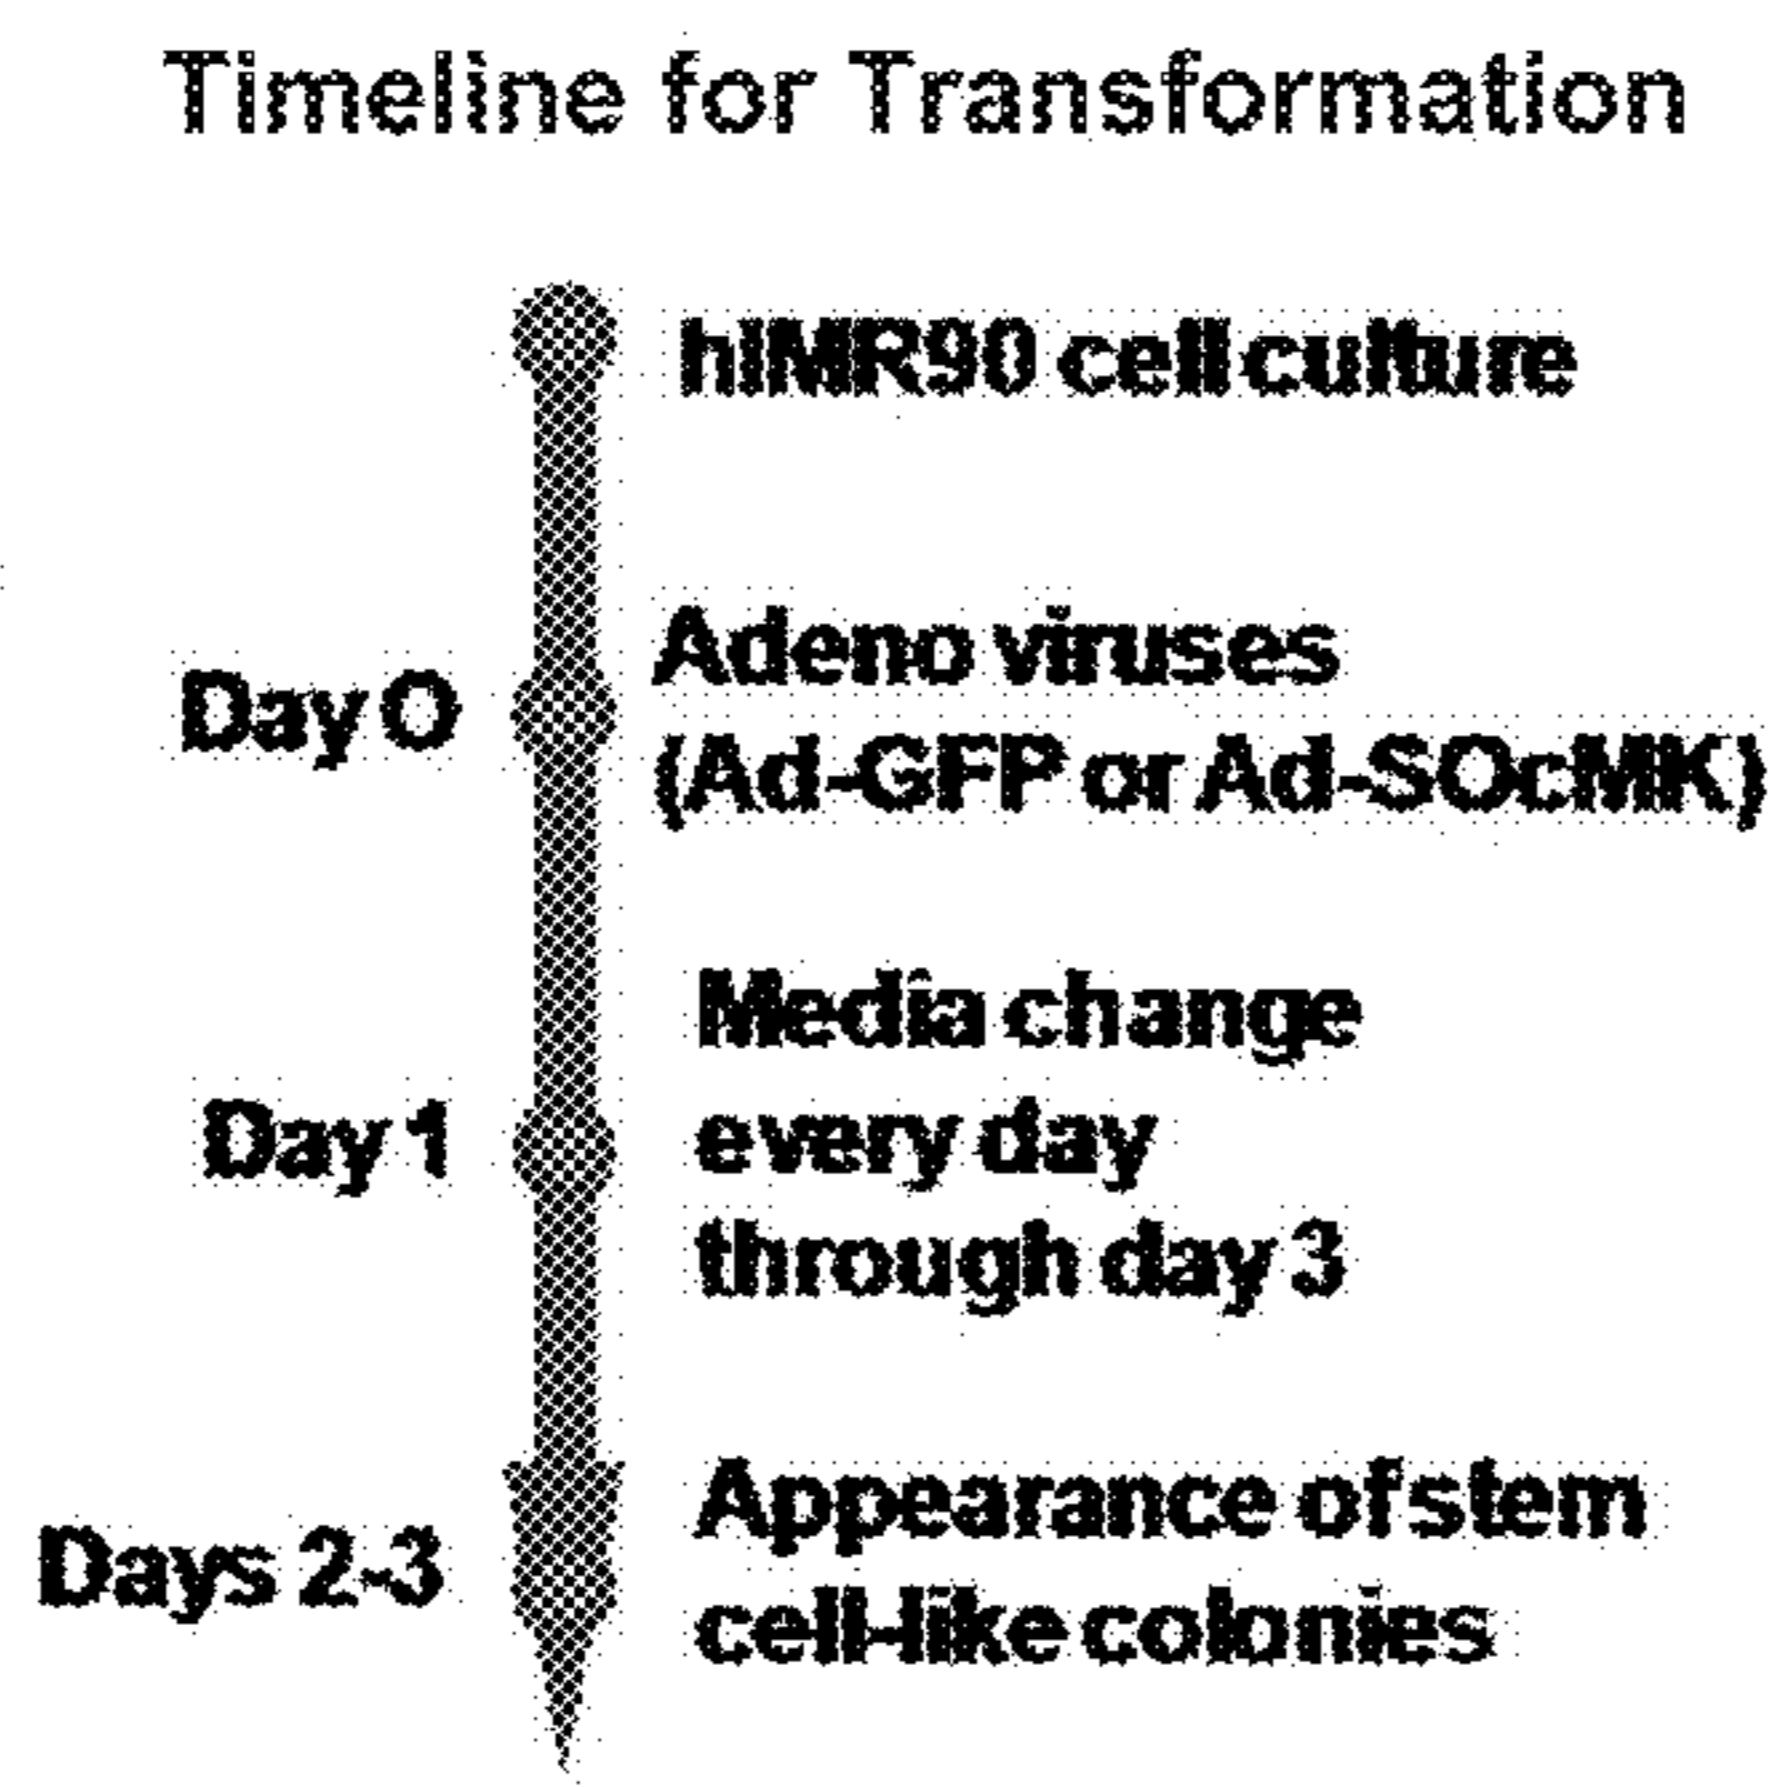 Timeline for Transformation
hIMR90 cell culture
Day 0
Adeno viruses
(Ad-GFP or Ad-SOcMK)
Day 1
Media change
every day
through day 3
Days 2-3
Appearance of stem
cell-like colonies